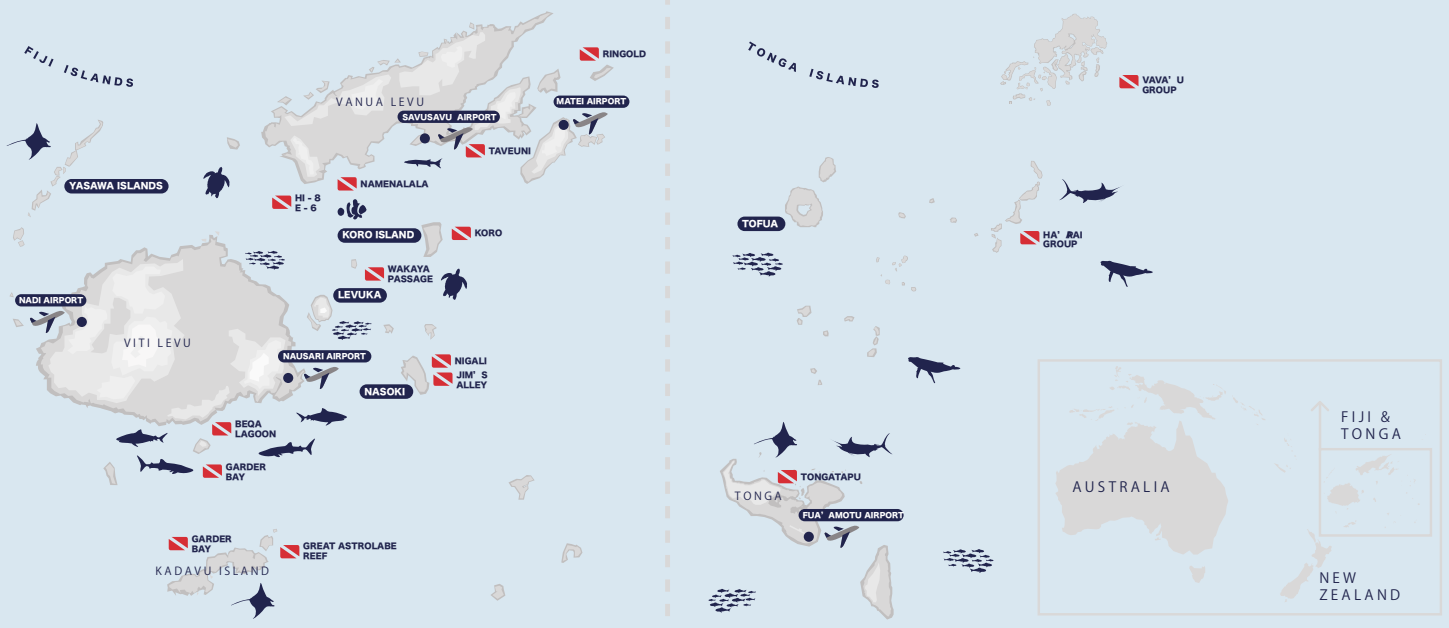 FIJI ISLANDS
RINGOLD
VANUA LEVU
MATEI AIRPORT
SAVUSAVU AIRPORT
TAVEUNI
YASAWA ISLANDS
NAMENALALA
HI - 8
E - 6
KORO ISLAND
KORO
WAKAYA
PASSAGE
LEVUKA
NADI AIRPORT
VITI LEVU
NAUSARI AIRPORT
NIGALI
JIM'S
ALLEY
NASOKI
BEQA
LAGOON
GARDER
BAY
GARDER
BAY
GREAT ASTROLABE
REEF
KADAVU ISLAND
TONGA ISLANDS
VAVA'U
GROUP
TOFUA
HA'RAI
GROUP
TONGATAPU
TONGA
FUA'AMOTU AIRPORT
FIJI &
TONGA
AUSTRALIA
NEW
ZEALAND